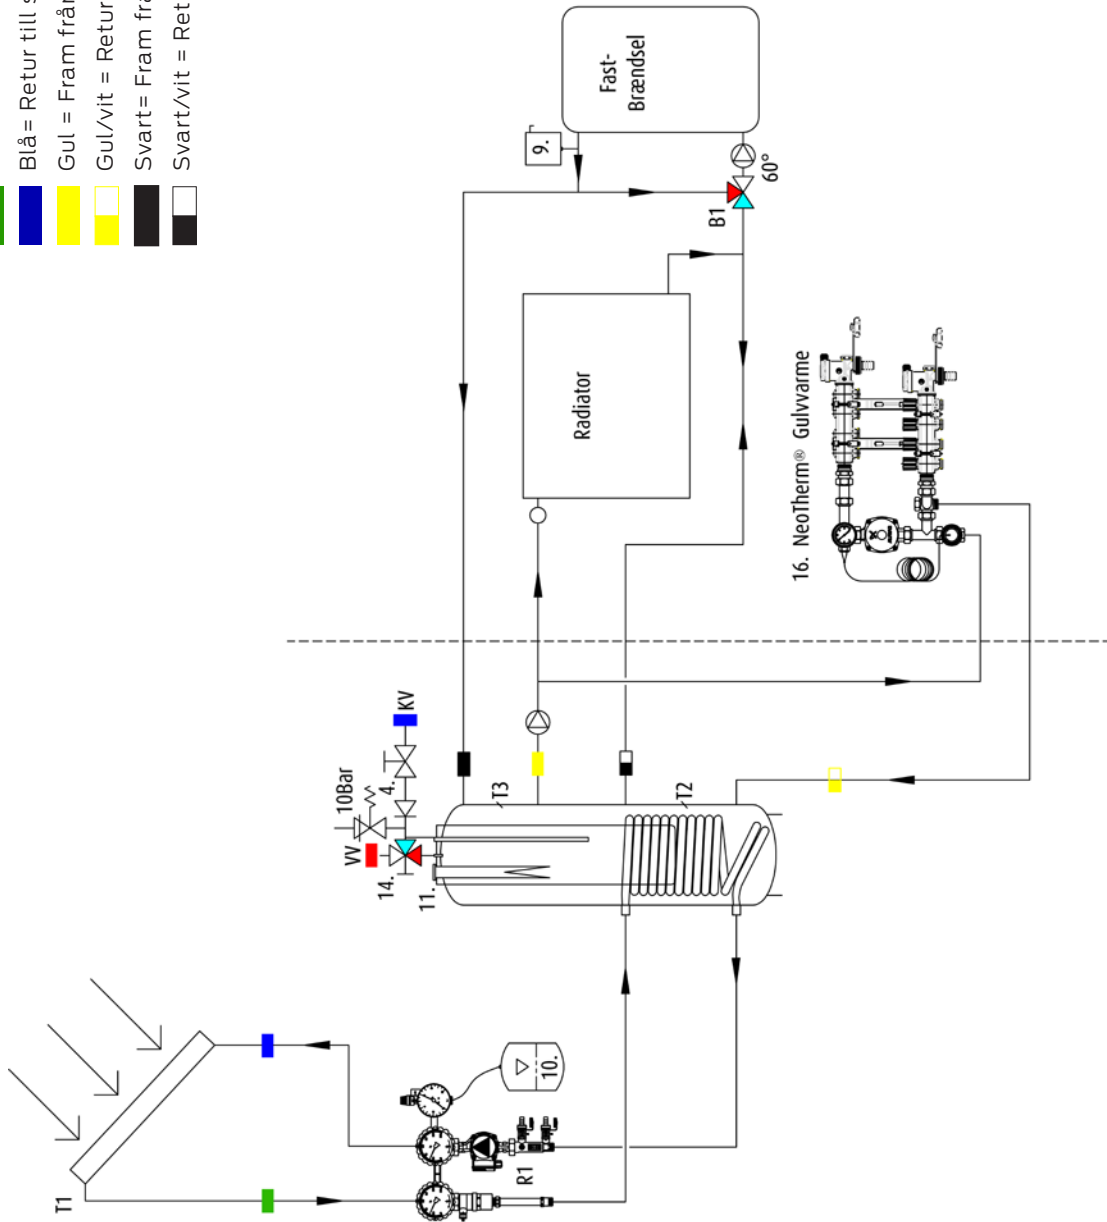 Blå= Retur till s
Gul = Fram från
Gul/vit = Retur
Svart= Fram fra
Svart/vit = Ret
Fast-
Brændsel
9.
60°
B1
Radiator
16. NeoTherm® Gulvvarme
KV
10Bar
4.
VV
14.
11.
T3
T2
10.
R1
T1